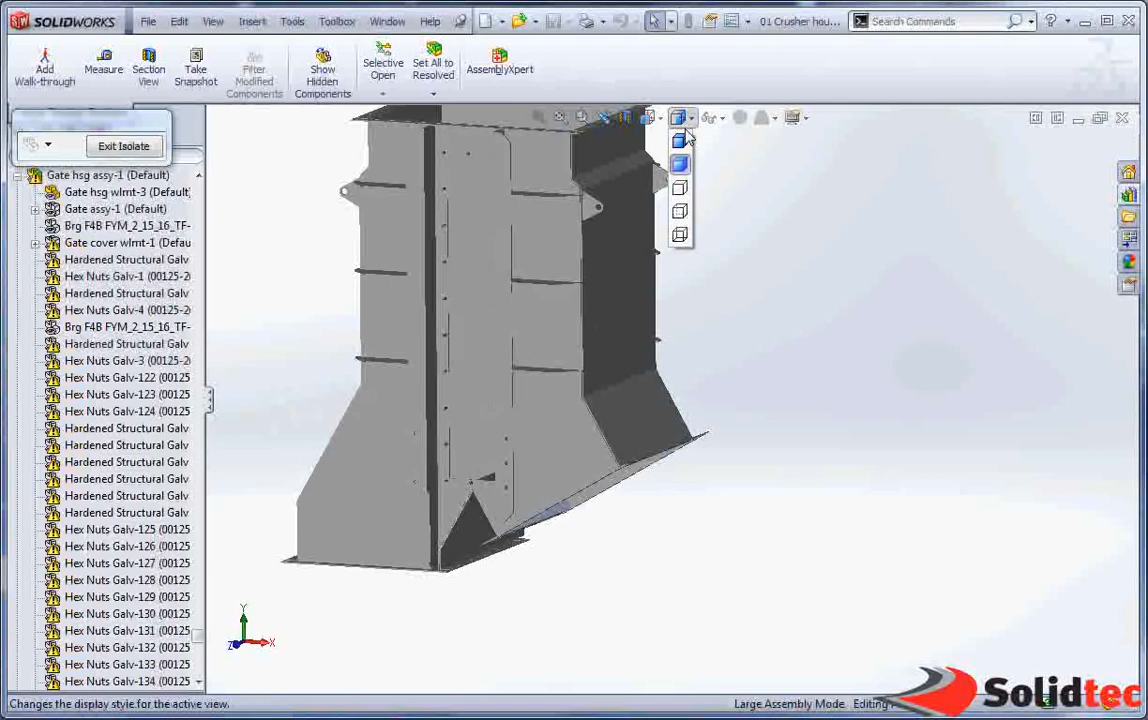 SOLIDWORKS
File
Edit
View
Insert
Tools
Toolbox
Window
Help
01 Crusher hou...
Search Commands
Add Walk-through
Measure
Section View
Take Snapshot
Filter Modified Components
Show Hidden Components
Selective Open
Set All to Resolved
AssemblyXpert
Exit Isolate
Gate hsg assy-1 (Default)
Gate hsg wlmt-3 (Default)
Gate assy-1 (Default)
Brg F4B FYM_2_15_16_TF-
Gate cover wlmt-1 (Defau
Hardened Structural Galv
Hex Nuts Galv-1 (00125-2
Hardened Structural Galv
Hex Nuts Galv-4 (00125-2
Brg F4B FYM_2_15_16_TF-
Hardened Structural Galv
Hex Nuts Galv-3 (00125-2
Hex Nuts Galv-122 (00125
Hex Nuts Galv-123 (00125
Hex Nuts Galv-124 (00125
Hardened Structural Galv
Hardened Structural Galv
Hardened Structural Galv
Hardened Structural Galv
Hardened Structural Galv
Hardened Structural Galv
Hex Nuts Galv-125 (00125
Hex Nuts Galv-126 (00125
Hex Nuts Galv-127 (00125
Hex Nuts Galv-128 (00125
Hex Nuts Galv-129 (00125
Hex Nuts Galv-130 (00125
Hex Nuts Galv-131 (00125
Hex Nuts Galv-132 (00125
Hex Nuts Galv-133 (00125
Hex Nuts Galv-134 (00125
Y
Z
X
Changes the display style for the active view.
Large Assembly Mode
Editing
Solidtec